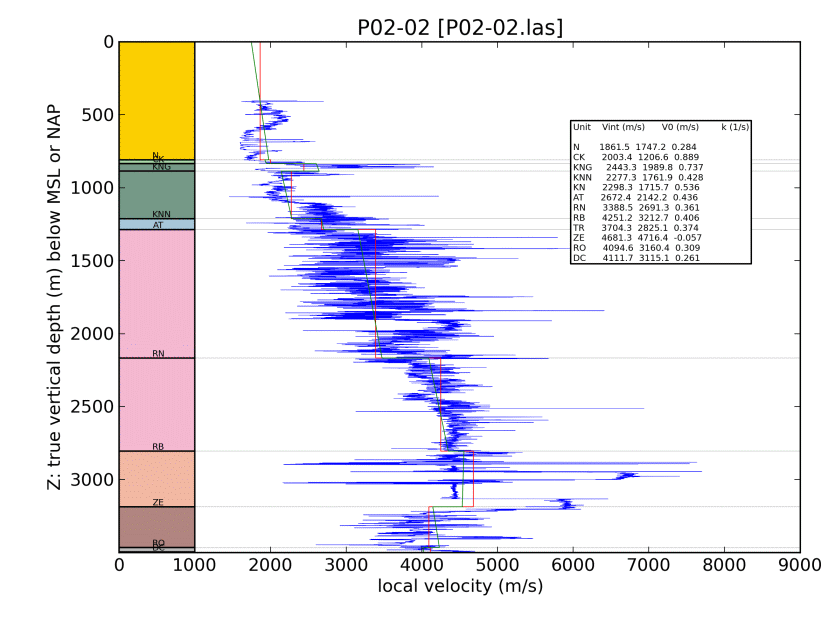 P02-02 [P02-02.las]
Z: true vertical depth (m) below MSL or NAP
0
500
1000
1500
2000
2500
3000
N
CK
KNG
KNN
AT
RN
RB
ZE
RO
DC
Unit Vint (m/s) V0 (m/s) k (1/s)
N 1861.5 1747.2 0.284
CK 2003.4 1206.6 0.889
KNG 2443.3 1989.8 0.737
KNN 2277.3 1761.9 0.428
KN 2298.3 1715.7 0.536
AT 2672.4 2142.2 0.436
RN 3388.5 2691.3 0.361
RB 4251.2 3212.7 0.406
TR 3704.3 2825.1 0.374
ZE 4681.3 4716.4 -0.057
RO 4094.6 3160.4 0.309
DC 4111.7 3115.1 0.261
0 1000 2000 3000 4000 5000 6000 7000 8000 9000
local velocity (m/s)